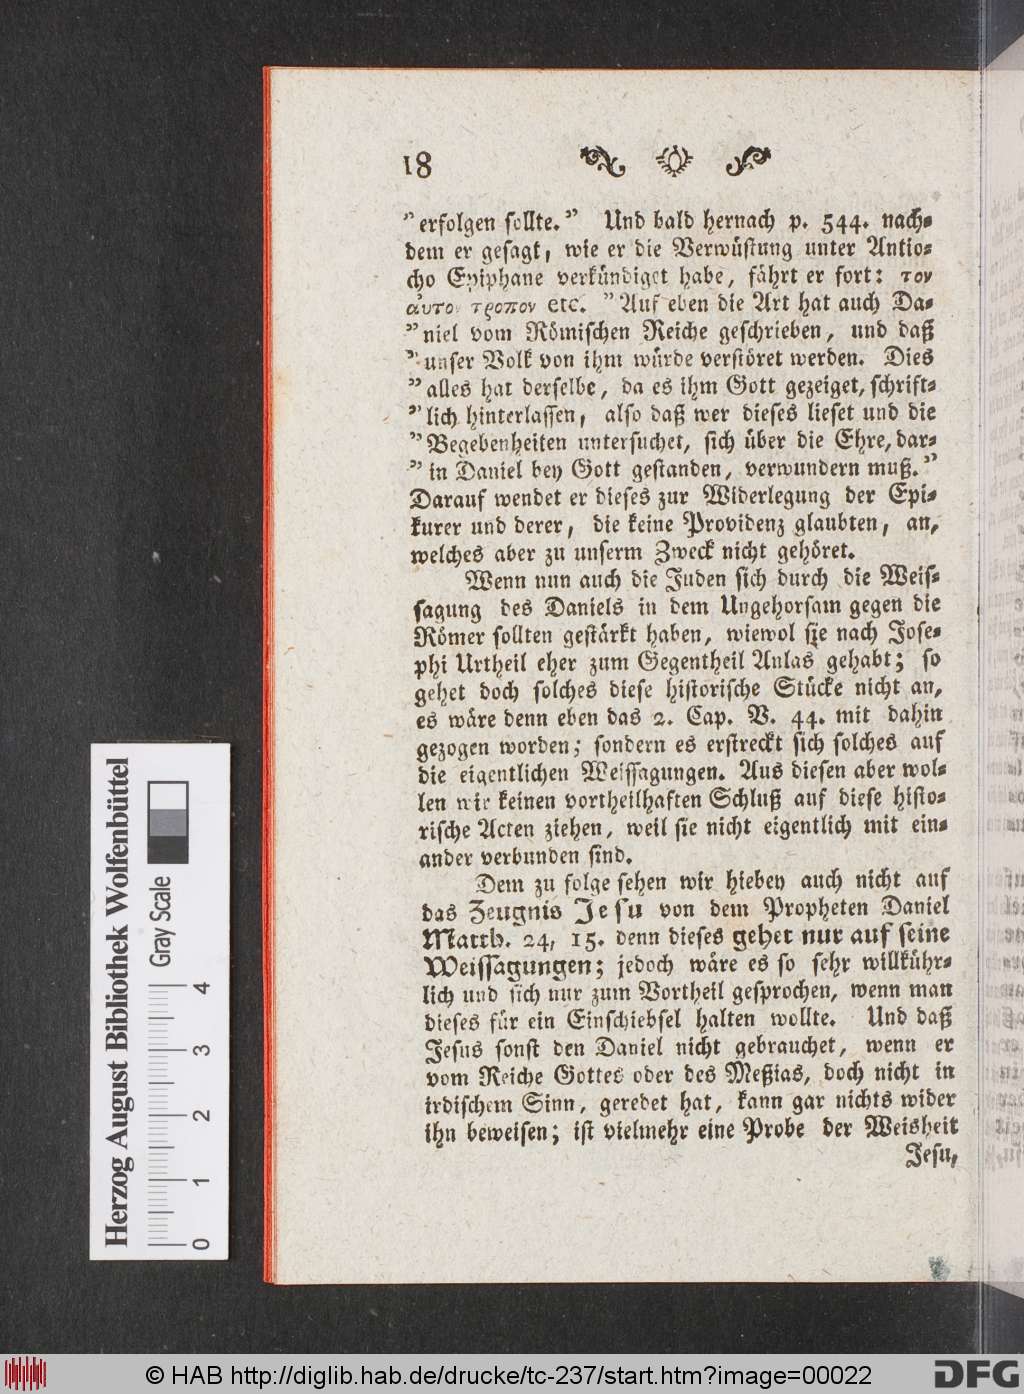 18
"erfolgen sollte." Und bald hernach p. 544. nach⸗
dem er gesagt, wie er die Verwüstung unter Antio⸗
cho Epiphane verkündiget habe, fährt er fort: τον
ἀυτον τροπον etc. "Auf eben die Art hat auch Da⸗
"niel vom Römischen Reiche geschrieben, und daß
"unser Volk von ihm würde verstöret werden. Dies
"alles hat derselbe, da es ihm Gott gezeiget, schrift⸗
"lich hinterlassen, also daß wer dieses lieset und die
"Begebenheiten untersuchet, sich über die Ehre, dar⸗
"in Daniel bey Gott gestanden, verwundern muß."
Darauf wendet er dieses zur Widerlegung der Epi⸗
kurer und derer, die keine Providenz glaubten, an,
welches aber zu unserm Zweck nicht gehöret.
Wenn nun auch die Juden sich durch die Weis⸗
sagung des Daniels in dem Ungehorsam gegen die
Römer sollten gestärkt haben, wiewol sie nach Jose⸗
phi Urtheil eher zum Gegentheil Anlas gehabt; so
gehet doch solches diese historische Stücke nicht an,
es wäre denn eben das 2. Cap. V. 44. mit dahin
gezogen worden; sondern es erstreckt sich solches auf
die eigentlichen Weissagungen. Aus diesen aber wol⸗
len wir keinen vortheilhaften Schluß auf diese histo⸗
rische Acten ziehen, weil sie nicht eigentlich mit ein⸗
ander verbunden sind.
Dem zu folge sehen wir hiebey auch nicht auf
das Zeugnis Jesu von dem Propheten Daniel
Matth. 24, 15. denn dieses gehet nur auf seine
Weissagungen; jedoch wäre es so sehr willkühr⸗
lich und sich nur zum Vortheil gesprochen, wenn man
dieses für ein Einschiebsel halten wollte. Und daß
Jesus sonst den Daniel nicht gebrauchet, wenn er
vom Reiche Gottes oder des Meßias, doch nicht in
irdischem Sinn, geredet hat, kann gar nichts wider
ihn beweisen; ist vielmehr eine Probe der Weisheit
Jesu,
Herzog August Bibliothek Wolfenbüttel
Gray Scale
0 1 2 3 4
© HAB http://diglib.hab.de/drucke/tc-237/start.htm?image=00022
DFG